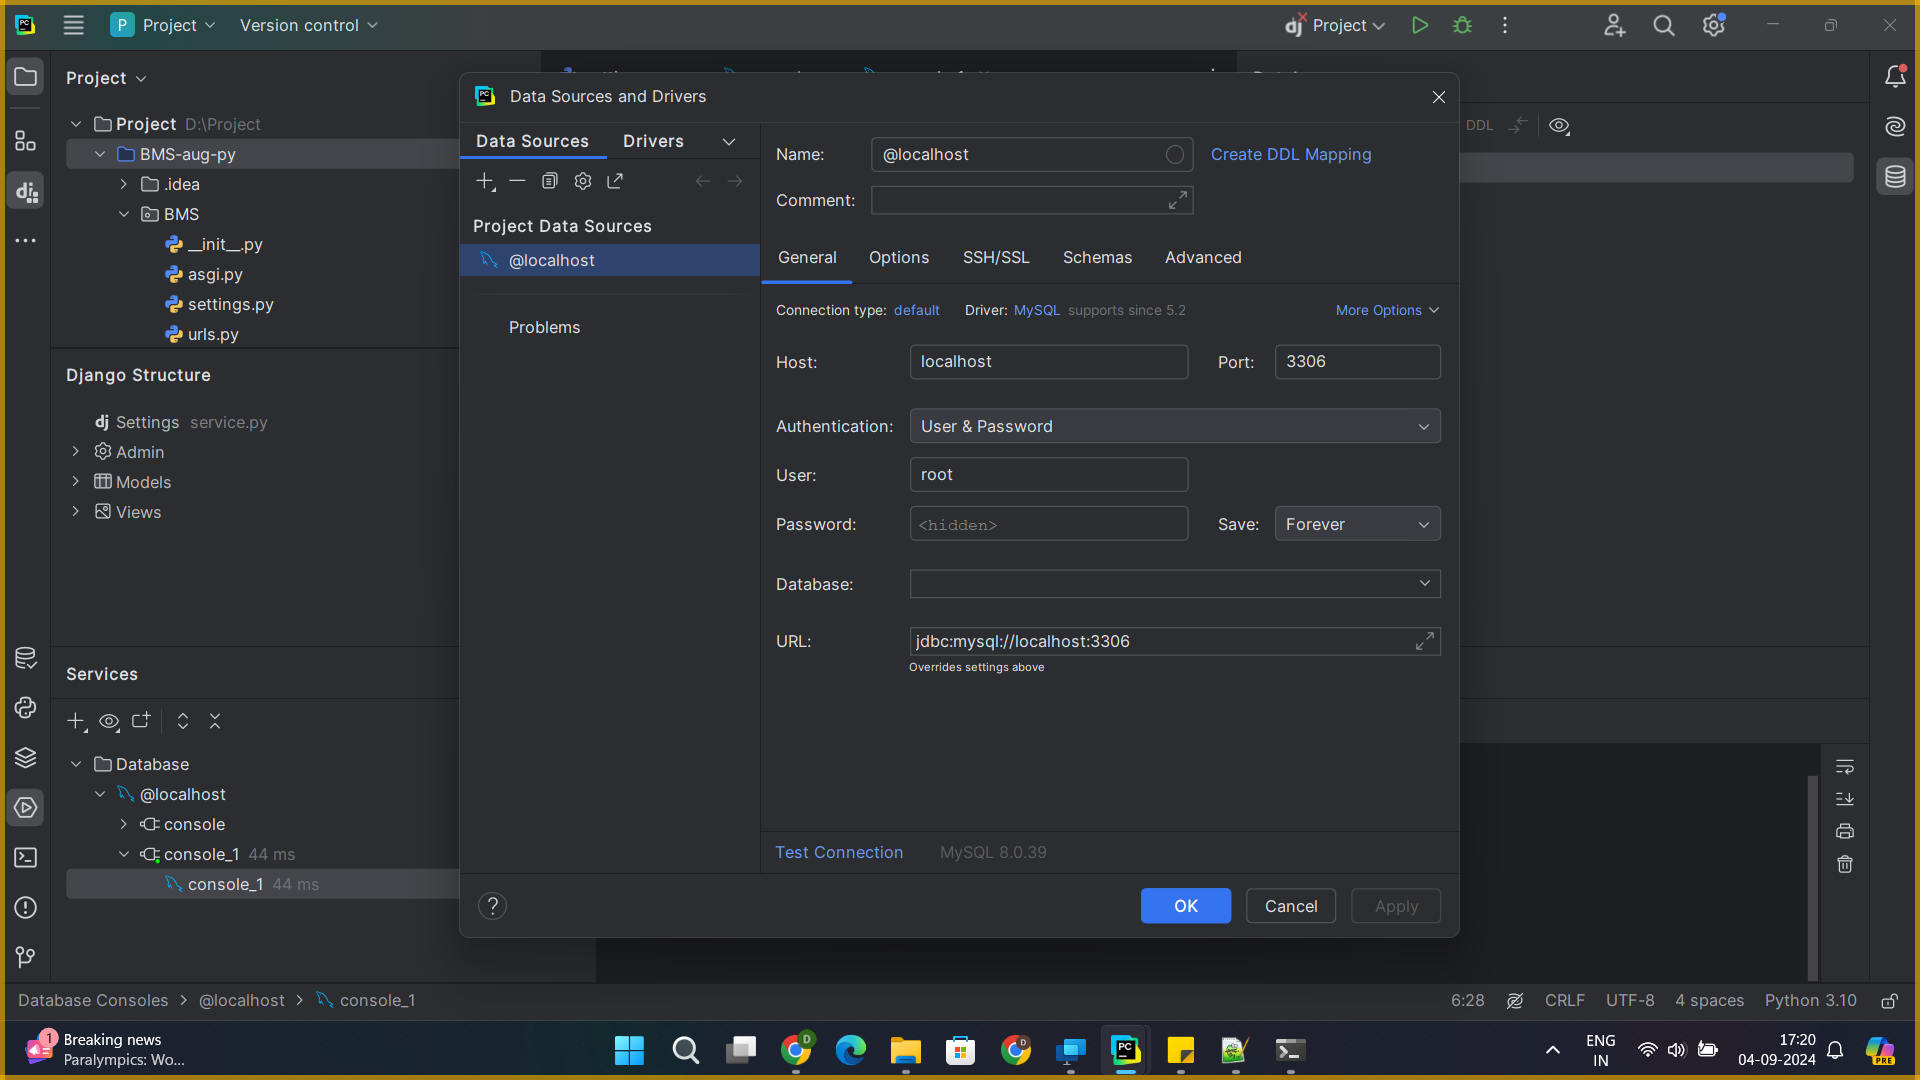 P Project Version control
dj Project
Project
Data Sources and Drivers
Project D:\Project
BMS-aug-py
.idea
BMS
__init__.py
asgi.py
settings.py
urls.py
Django Structure
dj Settings service.py
Admin
Models
Views
Services
Database
@localhost
console
console_1 44 ms
console_1 44 ms
Data Sources Drivers
Project Data Sources
@localhost
Problems
Name: @localhost Create DDL Mapping
Comment:
General Options SSH/SSL Schemas Advanced
Connection type: default Driver: MySQL supports since 5.2 More Options
Host: localhost Port: 3306
Authentication: User & Password
User: root
Password: <hidden> Save: Forever
Database:
URL: jdbc:mysql://localhost:3306
Overrides settings above
Test Connection MySQL 8.0.39
? OK Cancel Apply
DDL
Database Consoles > @localhost > console_1
6:28 CRLF UTF-8 4 spaces Python 3.10
1 Breaking news
Paralympics: Wo...
ENG
IN
17:20
04-09-2024
PRE